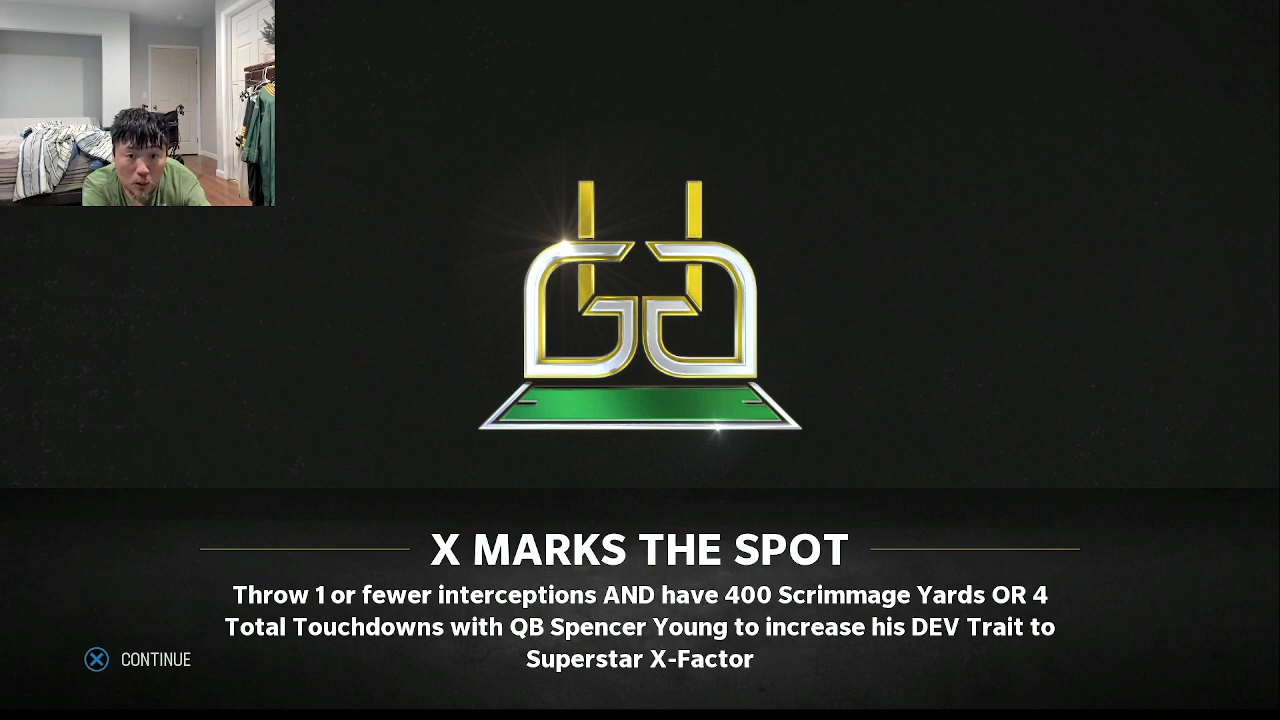 X MARKS THE SPOT
Throw 1 or fewer interceptions AND have 400 Scrimmage Yards OR 4
Total Touchdowns with QB Spencer Young to increase his DEV Trait to
Superstar X-Factor
CONTINUE